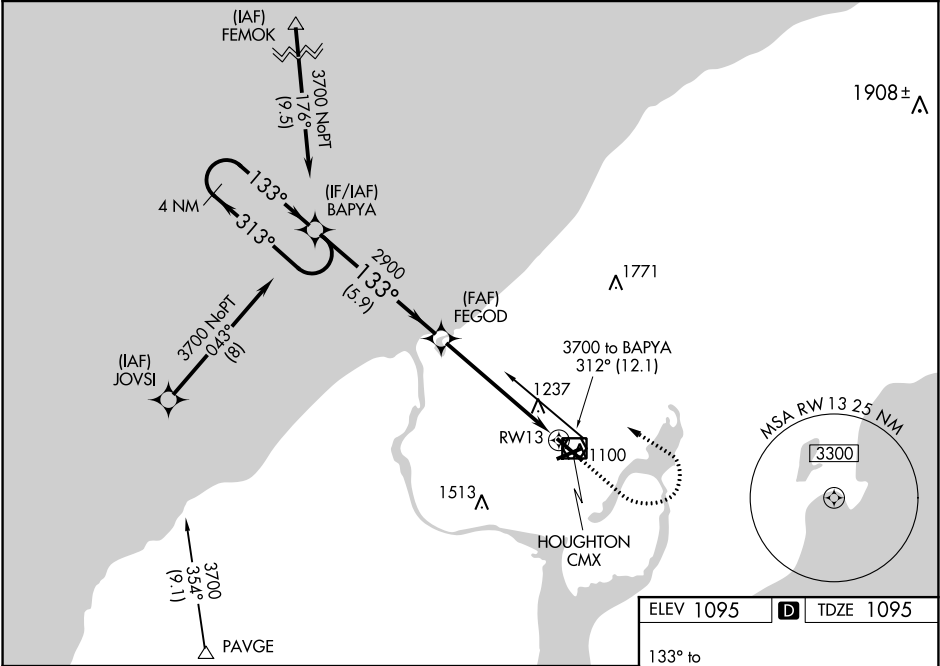 (IAF)
FEMOK
3700 NoPT
176°
(9.5)
1908±
133°
4 NM
313°
(IF/IAF)
BAPYA
2900
133°
(5.9)
(FAF)
FEGOD
1771
3700 NoPT
043°
(8)
(IAF)
JOVSI
3700 to BAPYA
312° (12.1)
1237
RW13
1100
1513
HOUGHTON
CMX
MSA RW 13 25 NM
3300
3700
354°
(9.1)
PAVGE
ELEV 1095 D TDZE 1095
133° to